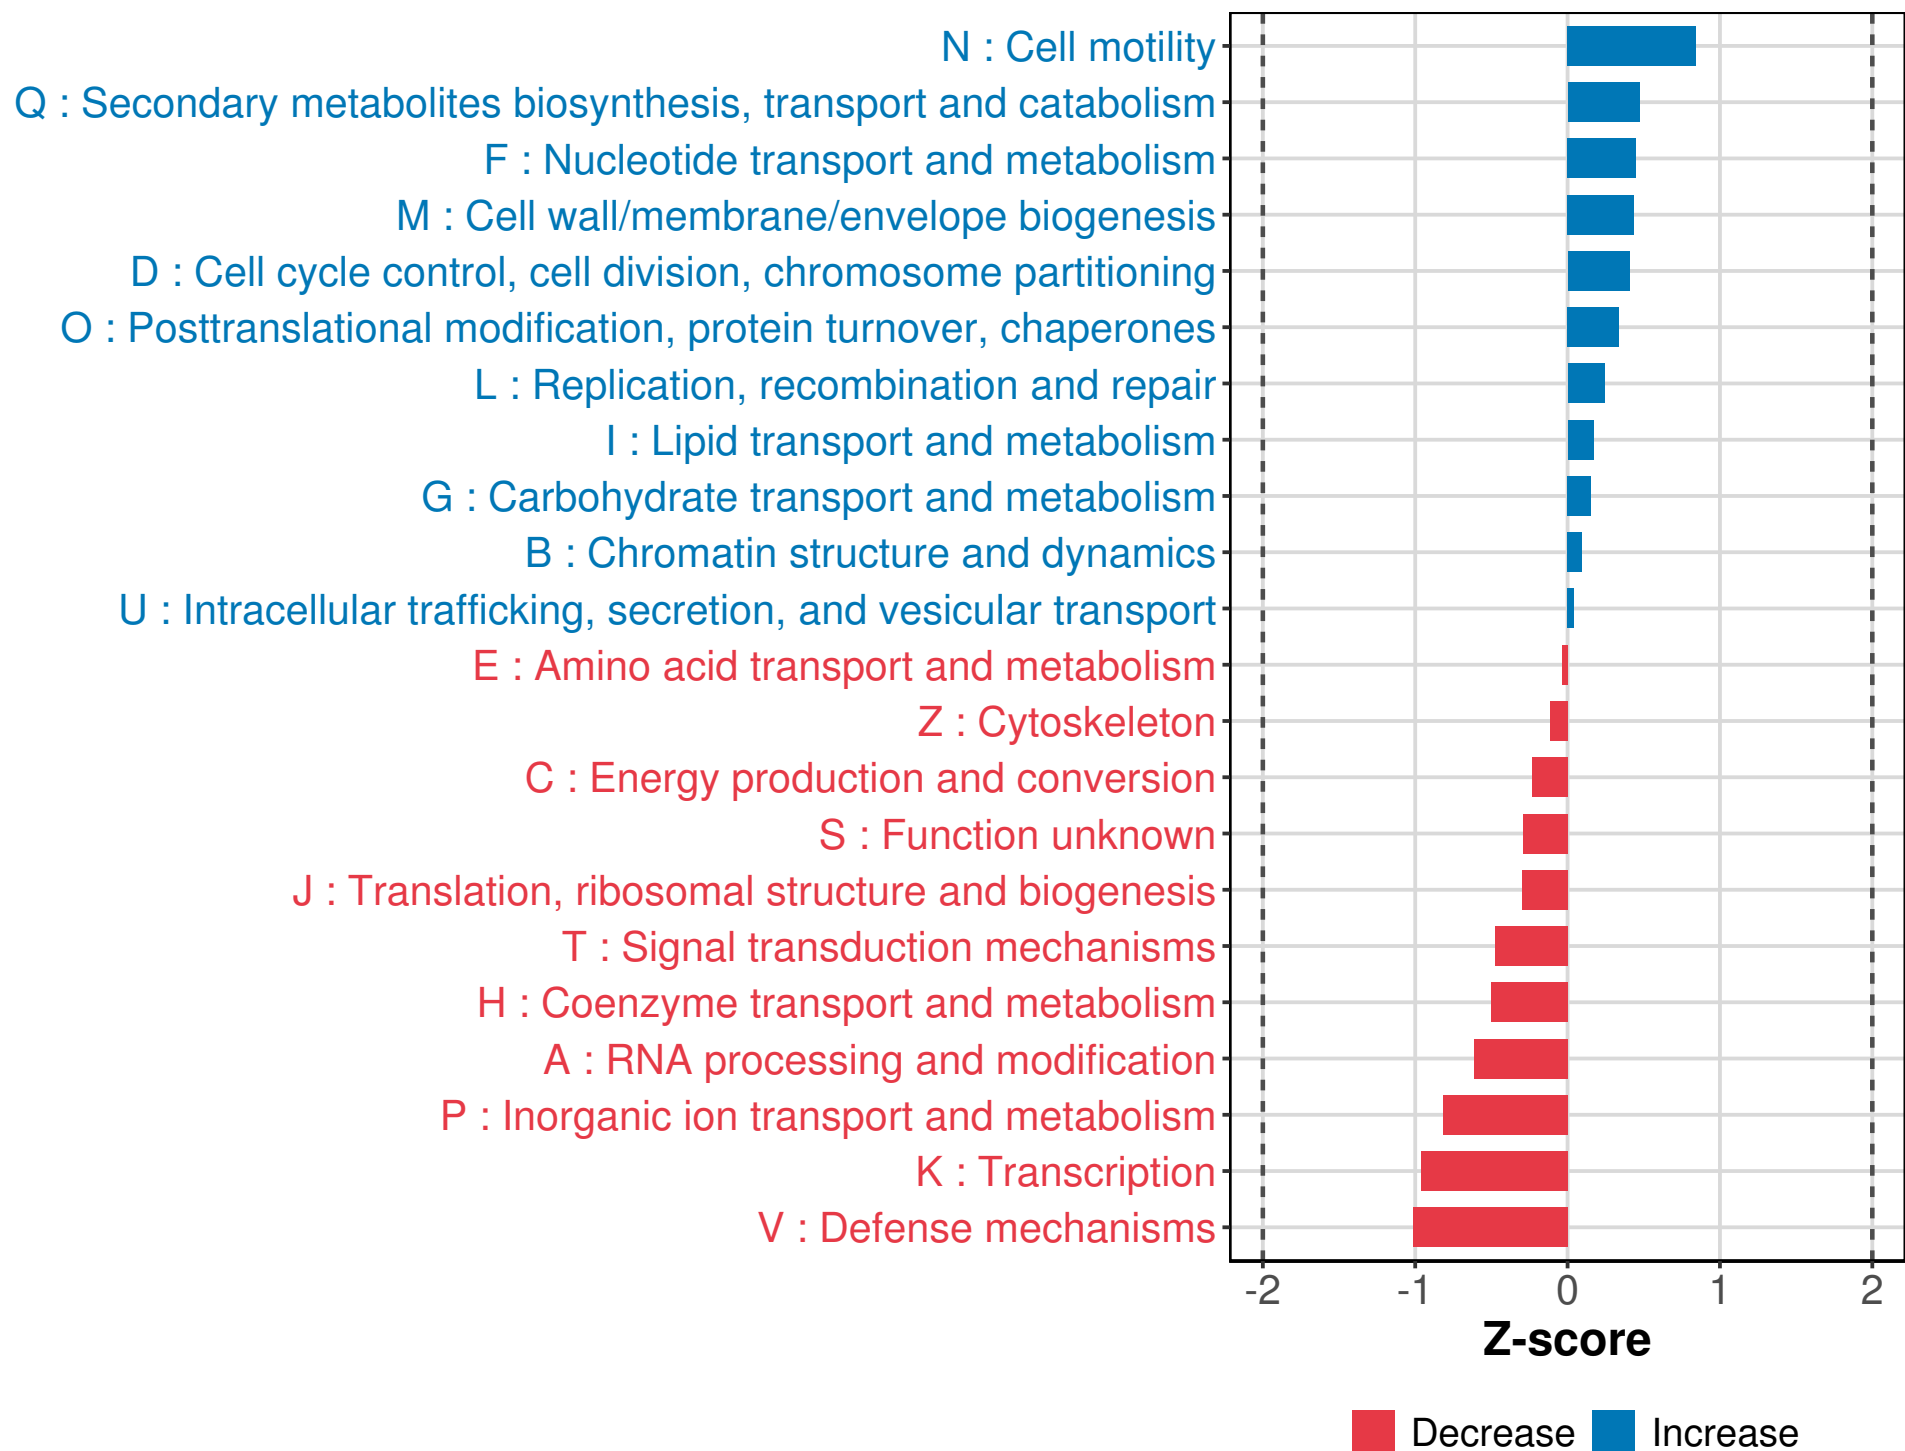 N : Cell motility
Q : Secondary metabolites biosynthesis, transport and catabolism
F : Nucleotide transport and metabolism
M : Cell wall/membrane/envelope biogenesis
D : Cell cycle control, cell division, chromosome partitioning
O : Posttranslational modification, protein turnover, chaperones
L : Replication, recombination and repair
I : Lipid transport and metabolism
G : Carbohydrate transport and metabolism
B : Chromatin structure and dynamics
U : Intracellular trafficking, secretion, and vesicular transport
E : Amino acid transport and metabolism
Z : Cytoskeleton
C : Energy production and conversion
S : Function unknown
J : Translation, ribosomal structure and biogenesis
T : Signal transduction mechanisms
H : Coenzyme transport and metabolism
A : RNA processing and modification
P : Inorganic ion transport and metabolism
K : Transcription
V : Defense mechanisms
-2 -1 0 1 2
Z-score
Decrease Increase